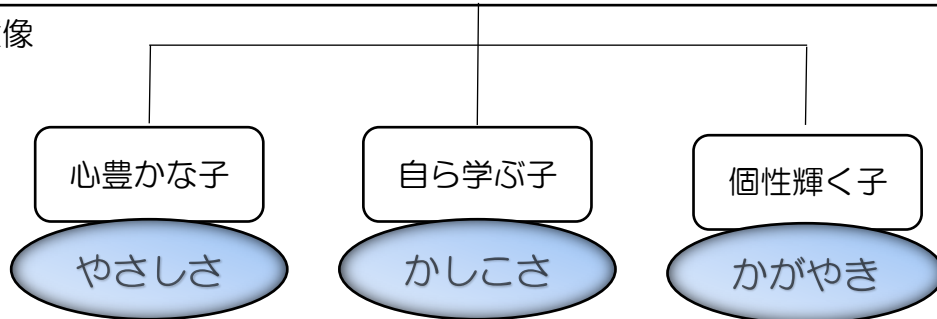 像
心豊かな子
自ら学ぶ子
個性輝く子
やさしさ
かしこさ
かがやき